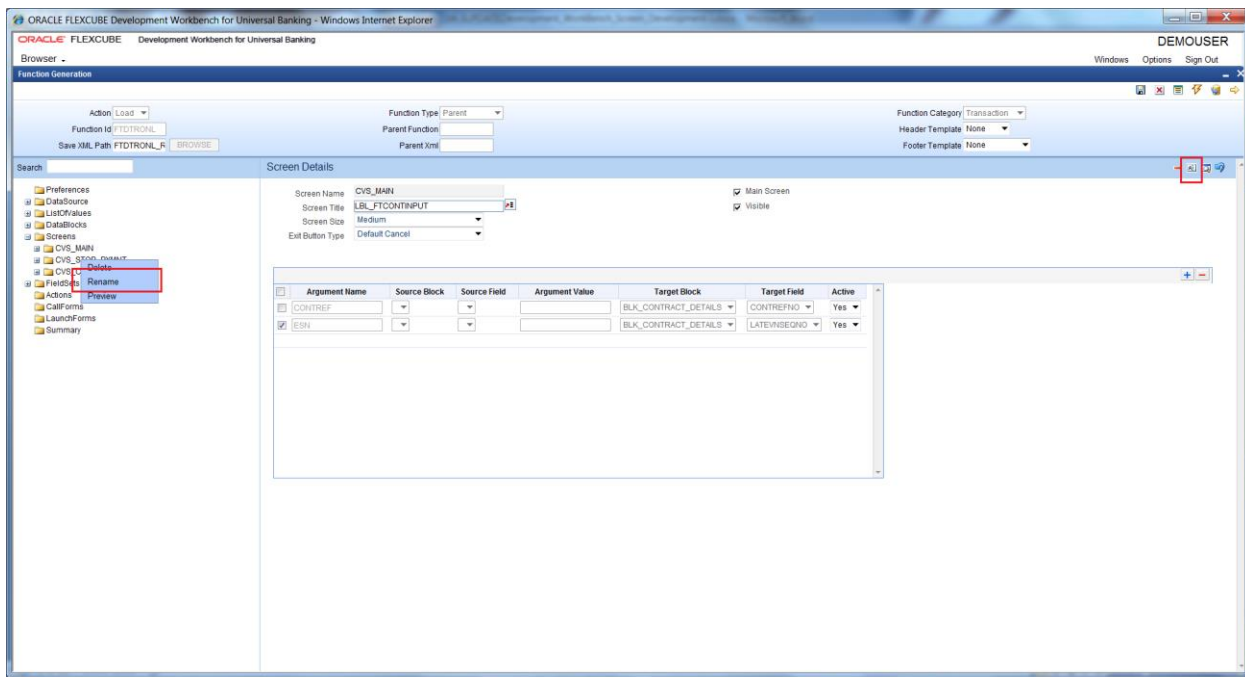 ORACLE FLEXCUBE Development Workbench for Universal Banking - Windows Internet Explorer
ORACLE FLEXCUBE Development Workbench for Universal Banking
DEMOUSER
Browser
Windows Options Sign Out
Function Generation
Action Load Function Type Parent Function Category Transaction
Function Id FTDTRONL Parent Function Header Template None
Save XML Path FTDTRONL_R BROWSE Parent Xml Footer Template None
Search
Screen Details
Preferences
DataSource
ListOfValues
DataBlocks
Screens
CVS_MAIN
CVS_STOP_PYMNT
FieldSets
Actions
CallForms
LaunchForms
Summary
Delete
Rename
Preview
Screen Name CVS_MAIN Main Screen
Screen Title LBL_FTCONTINPUT Visible
Screen Size Medium
Exit Button Type Default Cancel
Argument Name Source Block Source Field Argument Value Target Block Target Field Active
CONTREF BLK_CONTRACT_DETAILS CONTREFNO Yes
ESN BLK_CONTRACT_DETAILS LATEVNSEQNO Yes